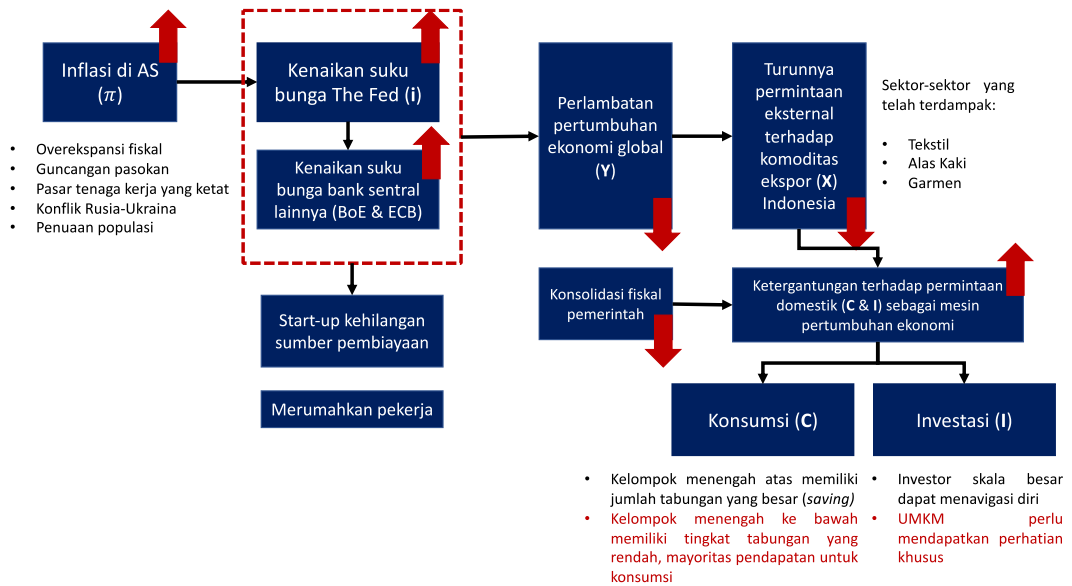 Inflasi di AS
(𝜋)
• Overekspansi fiskal
• Guncangan pasokan
• Pasar tenaga kerja yang ketat
• Konflik Rusia-Ukraina
• Penuaan populasi
Kenaikan suku
bunga The Fed (i)
Kenaikan suku
bunga bank sentral
lainnya (BoE & ECB)
Start-up kehilangan
sumber pembiayaan
Merumahkan pekerja
Perlambatan
pertumbuhan
ekonomi global
(Y)
Turunnya
permintaan
eksternal
terhadap
komoditas
ekspor (X)
Indonesia
Sektor-sektor yang
telah terdampak:
• Tekstil
• Alas Kaki
• Garmen
Konsolidasi fiskal
pemerintah
Ketergantungan terhadap permintaan
domestik (C & I) sebagai mesin
pertumbuhan ekonomi
Konsumsi (C)
• Kelompok menengah atas memiliki
jumlah tabungan yang besar (saving)
• Kelompok menengah ke bawah
memiliki tingkat tabungan yang
rendah, mayoritas pendapatan untuk
konsumsi
Investasi (I)
• Investor skala besar
dapat menavigasi diri
• UMKM perlu
mendapatkan perhatian
khusus